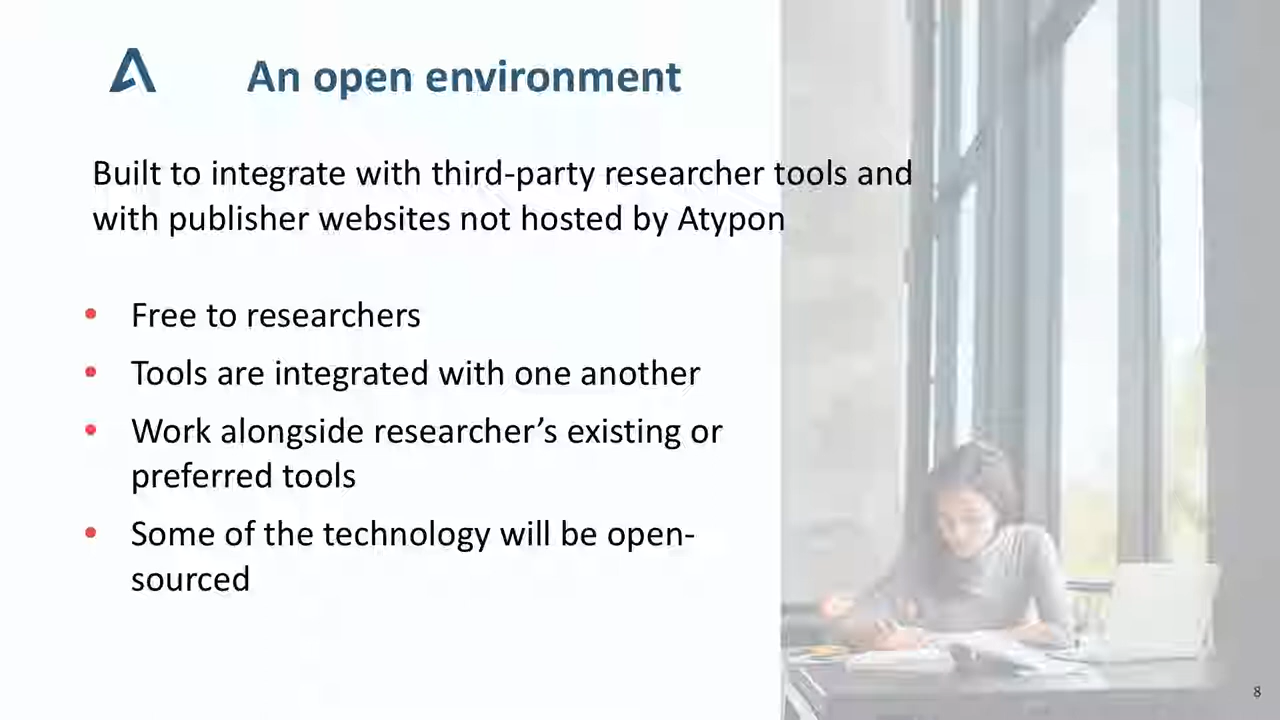 An open environment
Built to integrate with third-party researcher tools and
with publisher websites not hosted by Atypon
• Free to researchers
• Tools are integrated with one another
• Work alongside researcher’s existing or
preferred tools
• Some of the technology will be open-
sourced
8